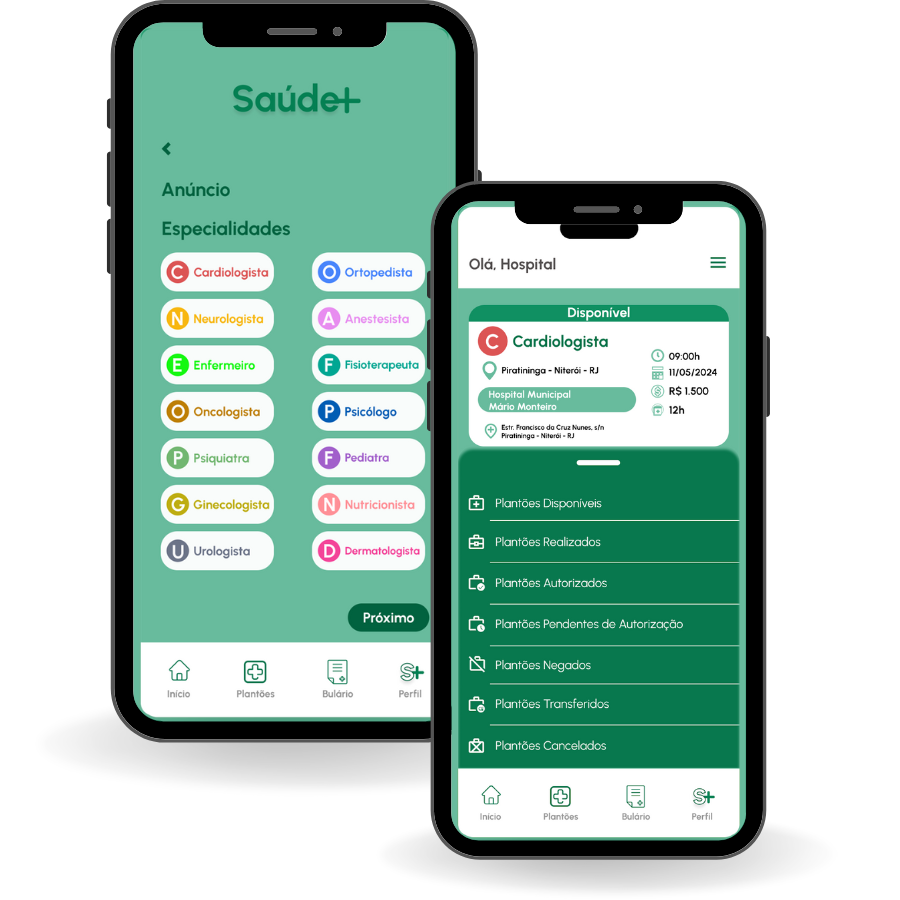 Saúde+
Anúncio
Especialidades
C Cardiologista
O Ortopedista
N Neurologista
A Anestesista
E Enfermeiro
F Fisioterapeuta
O Oncologista
P Psicólogo
P Psiquiatra
F Pediatra
G Ginecologista
N Nutricionista
U Urologista
D Dermatologista
Próximo
Início
Plantões
Bulário
S+
Perfil
Olá, Hospital
Disponível
C Cardiologista
Piratininga - Niterói - RJ
Hospital Municipal
Mário Monteiro
Estr. Francisco da Cruz Nunes, s/n
Piratininga - Niterói - RJ
09:00h
11/05/2024
R$ 1.500
12h
Plantões Disponíveis
Plantões Realizados
Plantões Autorizados
Plantões Pendentes de Autorização
Plantões Negados
Plantões Transferidos
Plantões Cancelados
Início
Plantões
Bulário
S+
Perfil